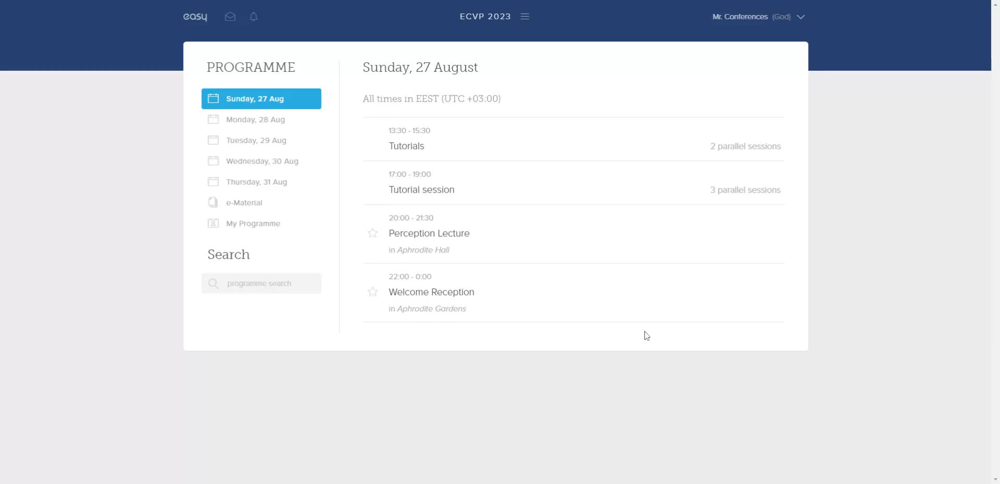 easy
ECVP 2023
Mr. Conferences (God)
PROGRAMME
Sunday, 27 Aug
Monday, 28 Aug
Tuesday, 29 Aug
Wednesday, 30 Aug
Thursday, 31 Aug
e-Material
My Programme
Search
programme search
Sunday, 27 August
All times in EEST (UTC +03:00)
13:30 - 15:30
Tutorials
2 parallel sessions
17:00 - 19:00
Tutorial session
3 parallel sessions
20:00 - 21:30
Perception Lecture
in Aphrodite Hall
22:00 - 0:00
Welcome Reception
in Aphrodite Gardens